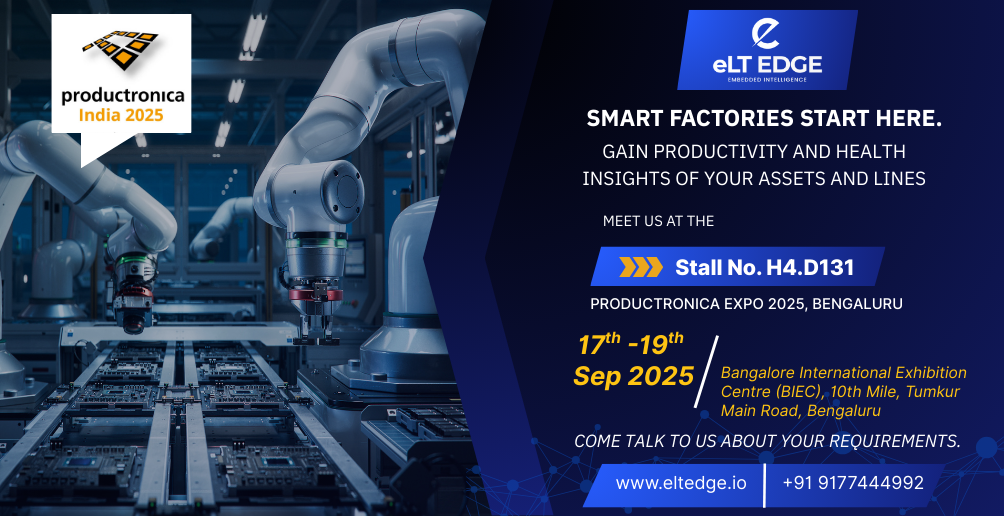 productronica
India 2025
eLT EDGE
EMBEDDED INTELLIGENCE
SMART FACTORIES START HERE.
GAIN PRODUCTIVITY AND HEALTH
INSIGHTS OF YOUR ASSETS AND LINES
MEET US AT THE
Stall No. H4.D131
PRODUCTRONICA EXPO 2025, BENGALURU
17th -19th
Sep 2025
Bangalore International Exhibition
Centre (BIEC), 10th Mile, Tumkur
Main Road, Bengaluru
COME TALK TO US ABOUT YOUR REQUIREMENTS.
www.eltedge.io
+91 9177444992